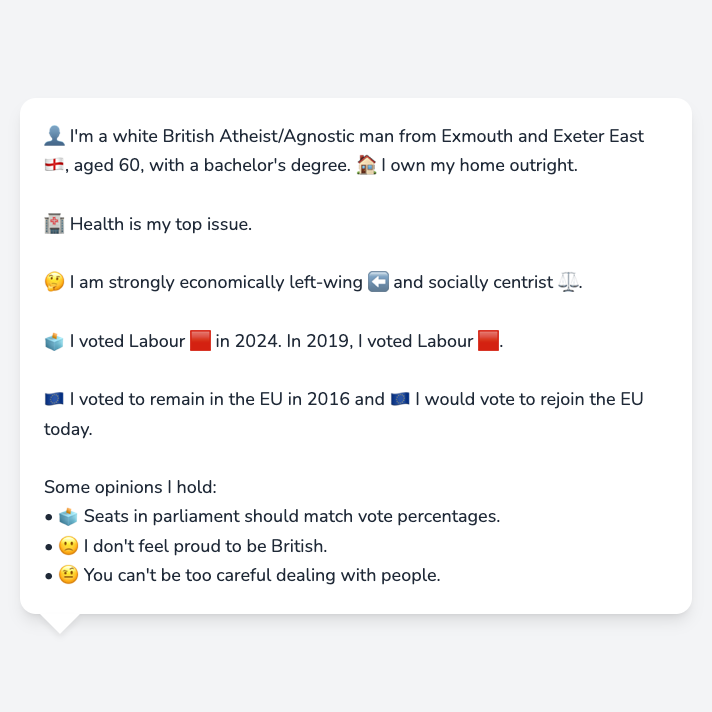 👤 I'm a white British Atheist/Agnostic man from Exmouth and Exeter East
🏴󠁧󠁢󠁥󠁮󠁧󠁿, aged 60, with a bachelor's degree. 🏠 I own my home outright.
🏥 Health is my top issue.
🤔 I am strongly economically left-wing ⬅️ and socially centrist ⚖️.
🗳️ I voted Labour 🟥 in 2024. In 2019, I voted Labour 🟥.
🇪🇺 I voted to remain in the EU in 2016 and 🇪🇺 I would vote to rejoin the EU
today.
Some opinions I hold:
• 🗳️ Seats in parliament should match vote percentages.
• 🙁 I don't feel proud to be British.
• 🤨 You can't be too careful dealing with people.